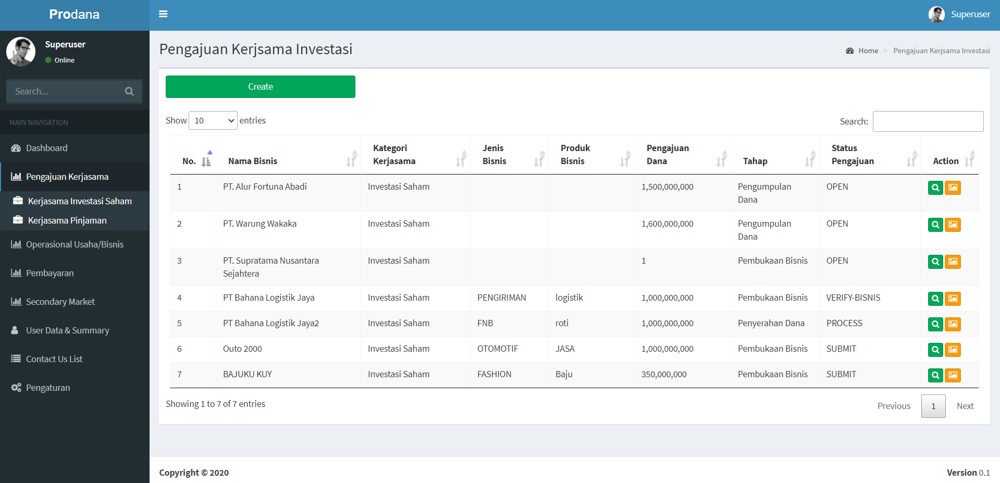 Prodana
Superuser
Superuser
Online
Search...
MAIN NAVIGATION
Dashboard
Pengajuan Kerjasama
Kerjasama Investasi Saham
Kerjasama Pinjaman
Operasional Usaha/Bisnis
Pembayaran
Secondary Market
User Data & Summary
Contact Us List
Pengaturan
Pengajuan Kerjsama Investasi
Home > Pengajuan Kerjsama Investasi
Create
Show 10 entries
Search:
No. Nama Bisnis Kategori Kerjasama Jenis Bisnis Produk Bisnis Pengajuan Dana Tahap Status Pengajuan Action
1 PT. Alur Fortuna Abadi Investasi Saham 1,500,000,000 Pengumpulan Dana OPEN
2 PT. Warung Wakaka Investasi Saham 1,600,000,000 Pengumpulan Dana OPEN
3 PT. Supratama Nusantara Sejahtera Investasi Saham 1 Pembukaan Bisnis OPEN
4 PT Bahana Logistik Jaya Investasi Saham PENGIRIMAN logistik 1,000,000,000 Pembukaan Bisnis VERIFY-BISNIS
5 PT Bahana Logistik Jaya2 Investasi Saham FNB roti 1,000,000,000 Penyerahan Dana PROCESS
6 Outo 2000 Investasi Saham OTOMOTIF JASA 1,000,000,000 Pembukaan Bisnis SUBMIT
7 BAJUKU KUY Investasi Saham FASHION Baju 350,000,000 Pembukaan Bisnis SUBMIT
Showing 1 to 7 of 7 entries
Previous 1 Next
Copyright © 2020
Version 0.1